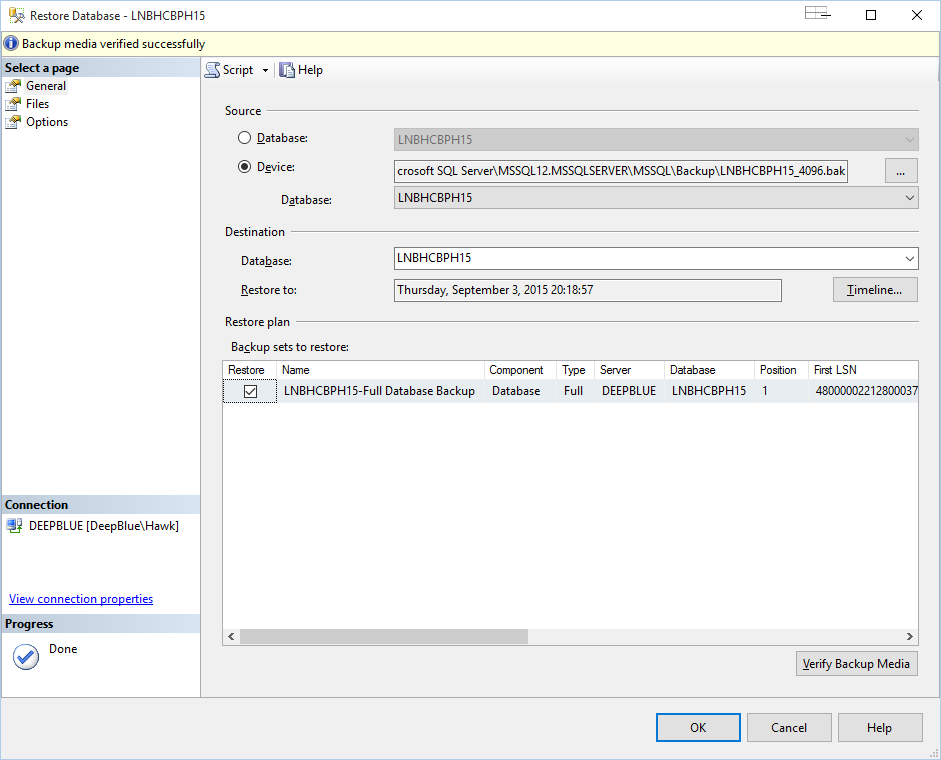 Restore Database - LNBHCBPH15
Backup media verified successfully
Select a page
General
Files
Options
Script
Help
Source
Database:
LNBHCBPH15
Device:
crosoft SQL Server\MSSQL12.MSSQLSERVER\MSSQL\Backup\LNBHCBPH15_4096.bak
...
Database:
LNBHCBPH15
Destination
Database:
LNBHCBPH15
Restore to:
Thursday, September 3, 2015 20:18:57
Timeline...
Restore plan
Backup sets to restore:
Restore Name Component Type Server Database Position First LSN
LNBHCBPH15-Full Database Backup Database Full DEEPBLUE LNBHCBPH15 1 48000002212800037
Connection
DEEPBLUE [DeepBlue\Hawk]
View connection properties
Progress
Done
Verify Backup Media
OK
Cancel
Help